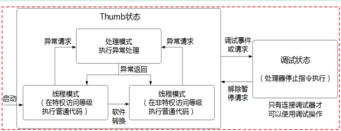 Thumb状态
异常请求
处理模式
执行异常处理
异常请求
调试事件
或请求
调试状态
(处理器停止指令执行)
异常返回
线程模式
(在特权访问等级
执行普通代码)
线程模式
(在非特权访问等级
执行普通代码)
启动
软件
转换
解除暂
停请求
只有连接调试器才
可以使用调试操作